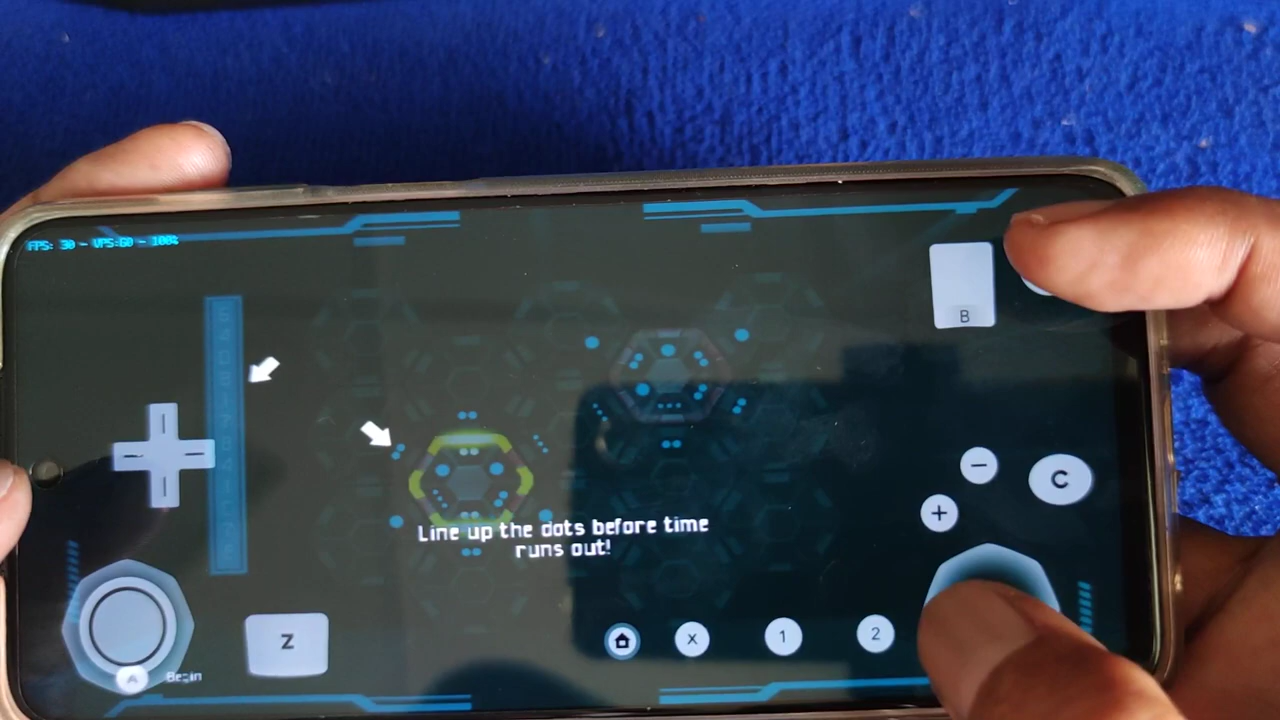 FPS: 30 - VPS:60 - 100%
B
C
Line up the dots before time
runs out!
Z
X
1
2
A
Begin